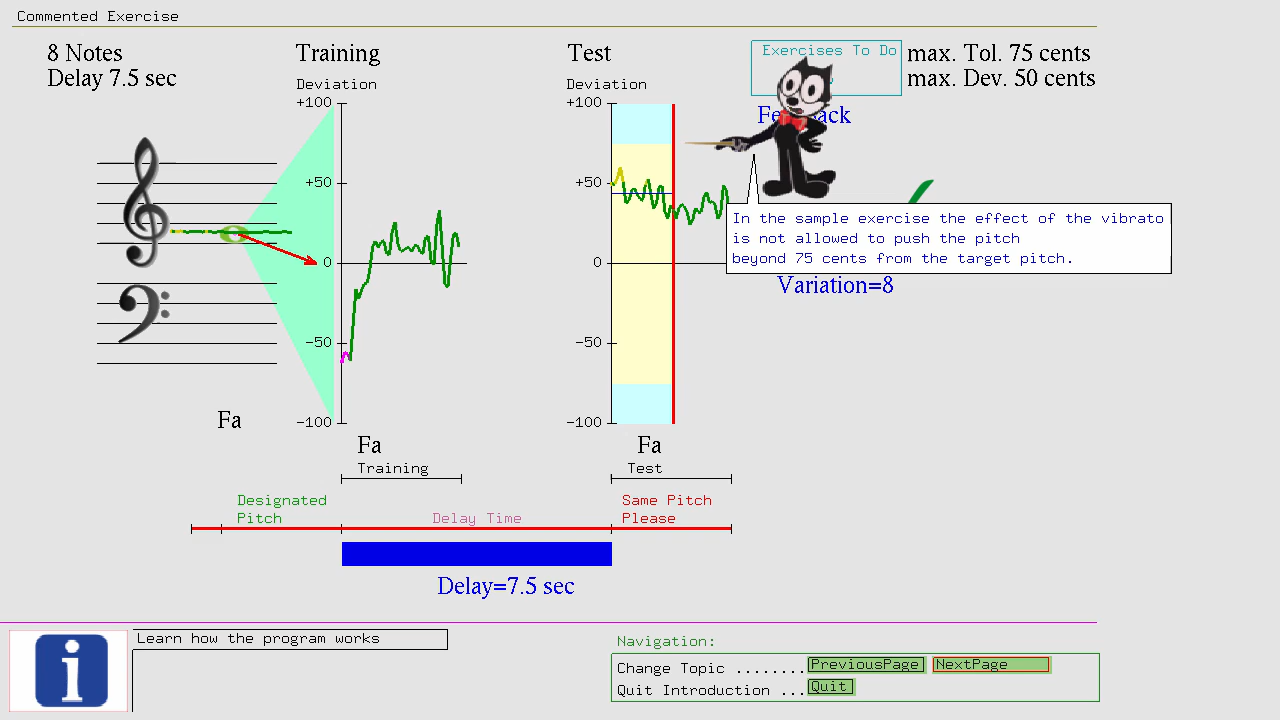 Commented Exercise
8 Notes
Delay 7.5 sec
Training
Deviation
+100
+50
0
−50
−100
Test
Deviation
+100
+50
0
−50
−100
Exercises To Do
max. Tol. 75 cents
max. Dev. 50 cents
In the sample exercise the effect of the vibrato
is not allowed to push the pitch
beyond 75 cents from the target pitch.
Variation=8
Fa
Fa
Fa
Training
Test
Designated
Pitch
Delay Time
Same Pitch
Please
Delay=7.5 sec
i
Learn how the program works
Navigation:
Change Topic ........ PreviousPage NextPage
Quit Introduction ... Quit